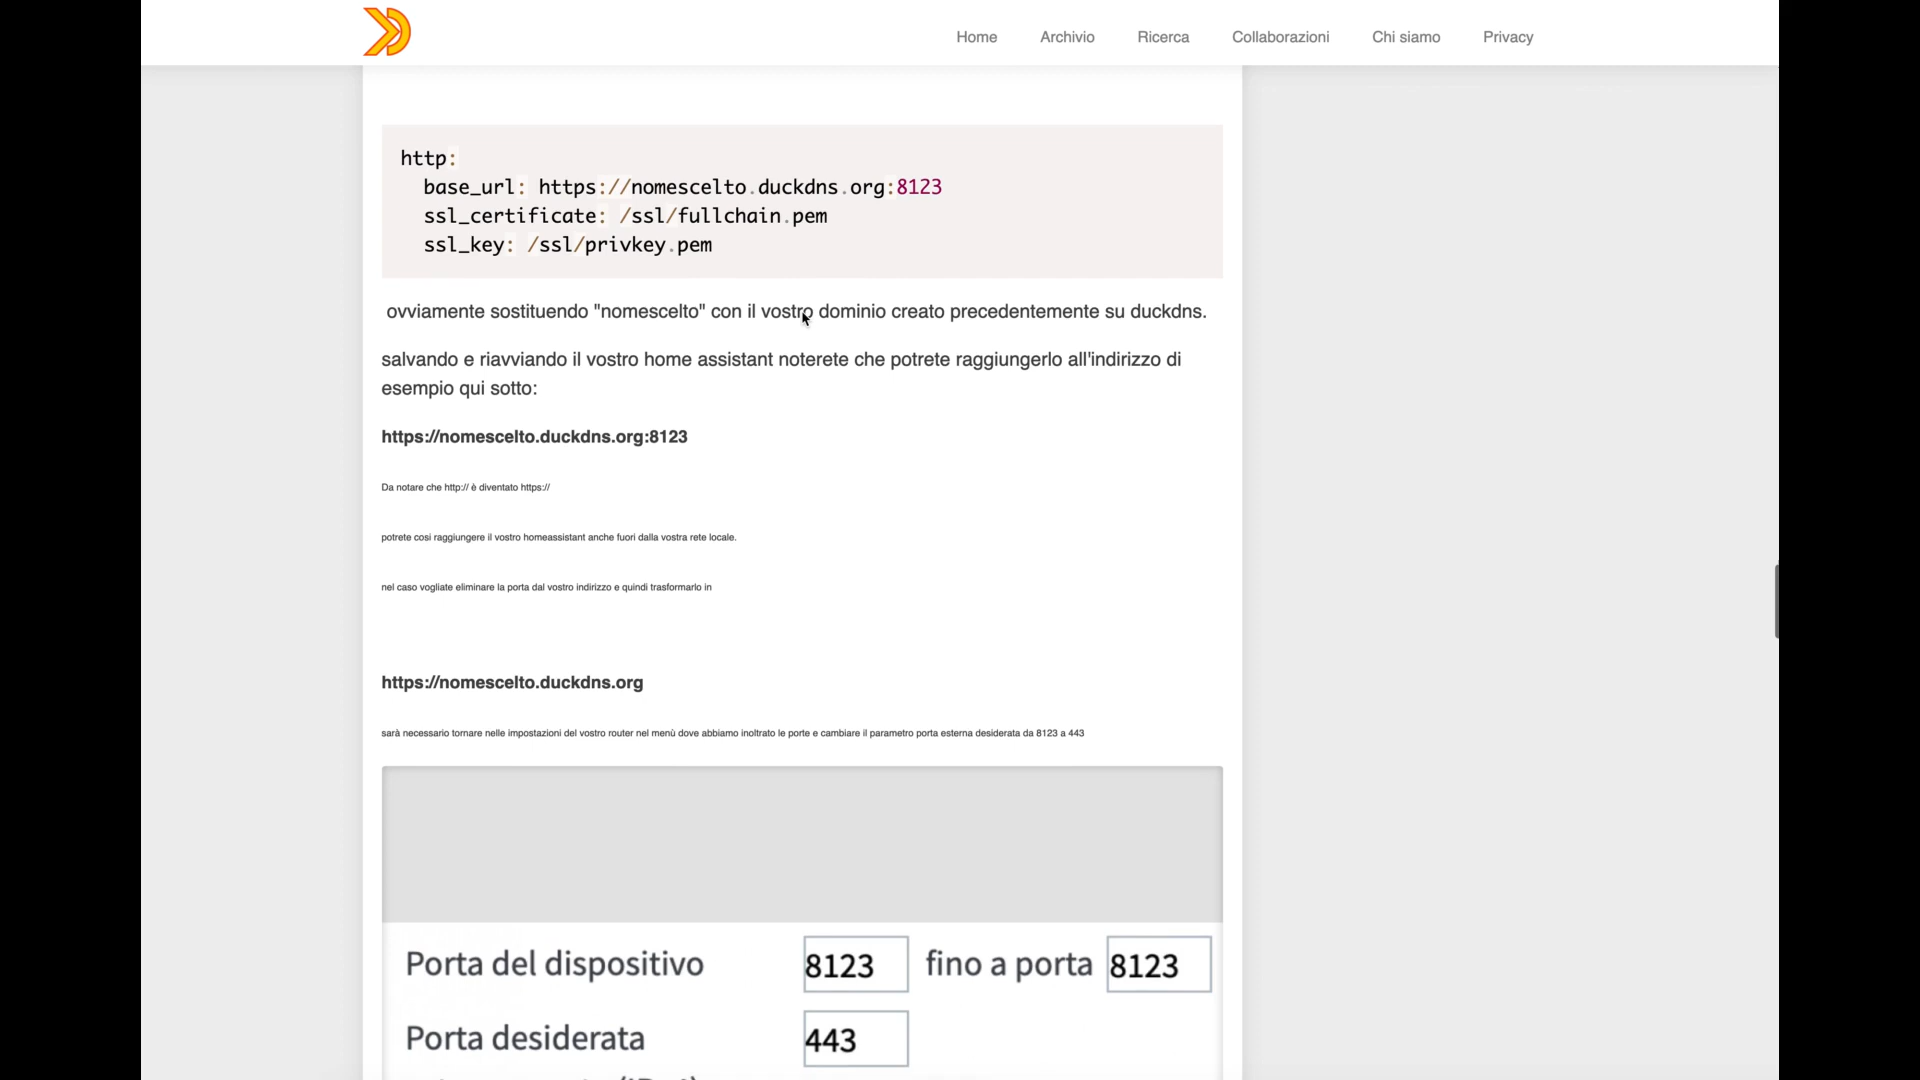 Home Archivio Ricerca Collaborazioni Chi siamo Privacy
http:
base_url: https://nomescelto.duckdns.org:8123
ssl_certificate: /ssl/fullchain.pem
ssl_key: /ssl/privkey.pem
ovviamente sostituendo "nomescelto" con il vostro dominio creato precedentemente su duckdns.
salvando e riavviando il vostro home assistant noterete che potrete raggiungerlo all'indirizzo di
esempio qui sotto:
https://nomescelto.duckdns.org:8123
Da notare che http:// è diventato https://
potrete cosi raggiungere il vostro homeassistant anche fuori dalla vostra rete locale.
nel caso vogliate eliminare la porta dal vostro indirizzo e quindi trasformarlo in
https://nomescelto.duckdns.org
sarà necessario tornare nelle impostazioni del vostro router nel menù dove abbiamo inoltrato le porte e cambiare il parametro porta esterna desiderata da 8123 a 443
Porta del dispositivo 8123 fino a porta 8123
Porta desiderata 443